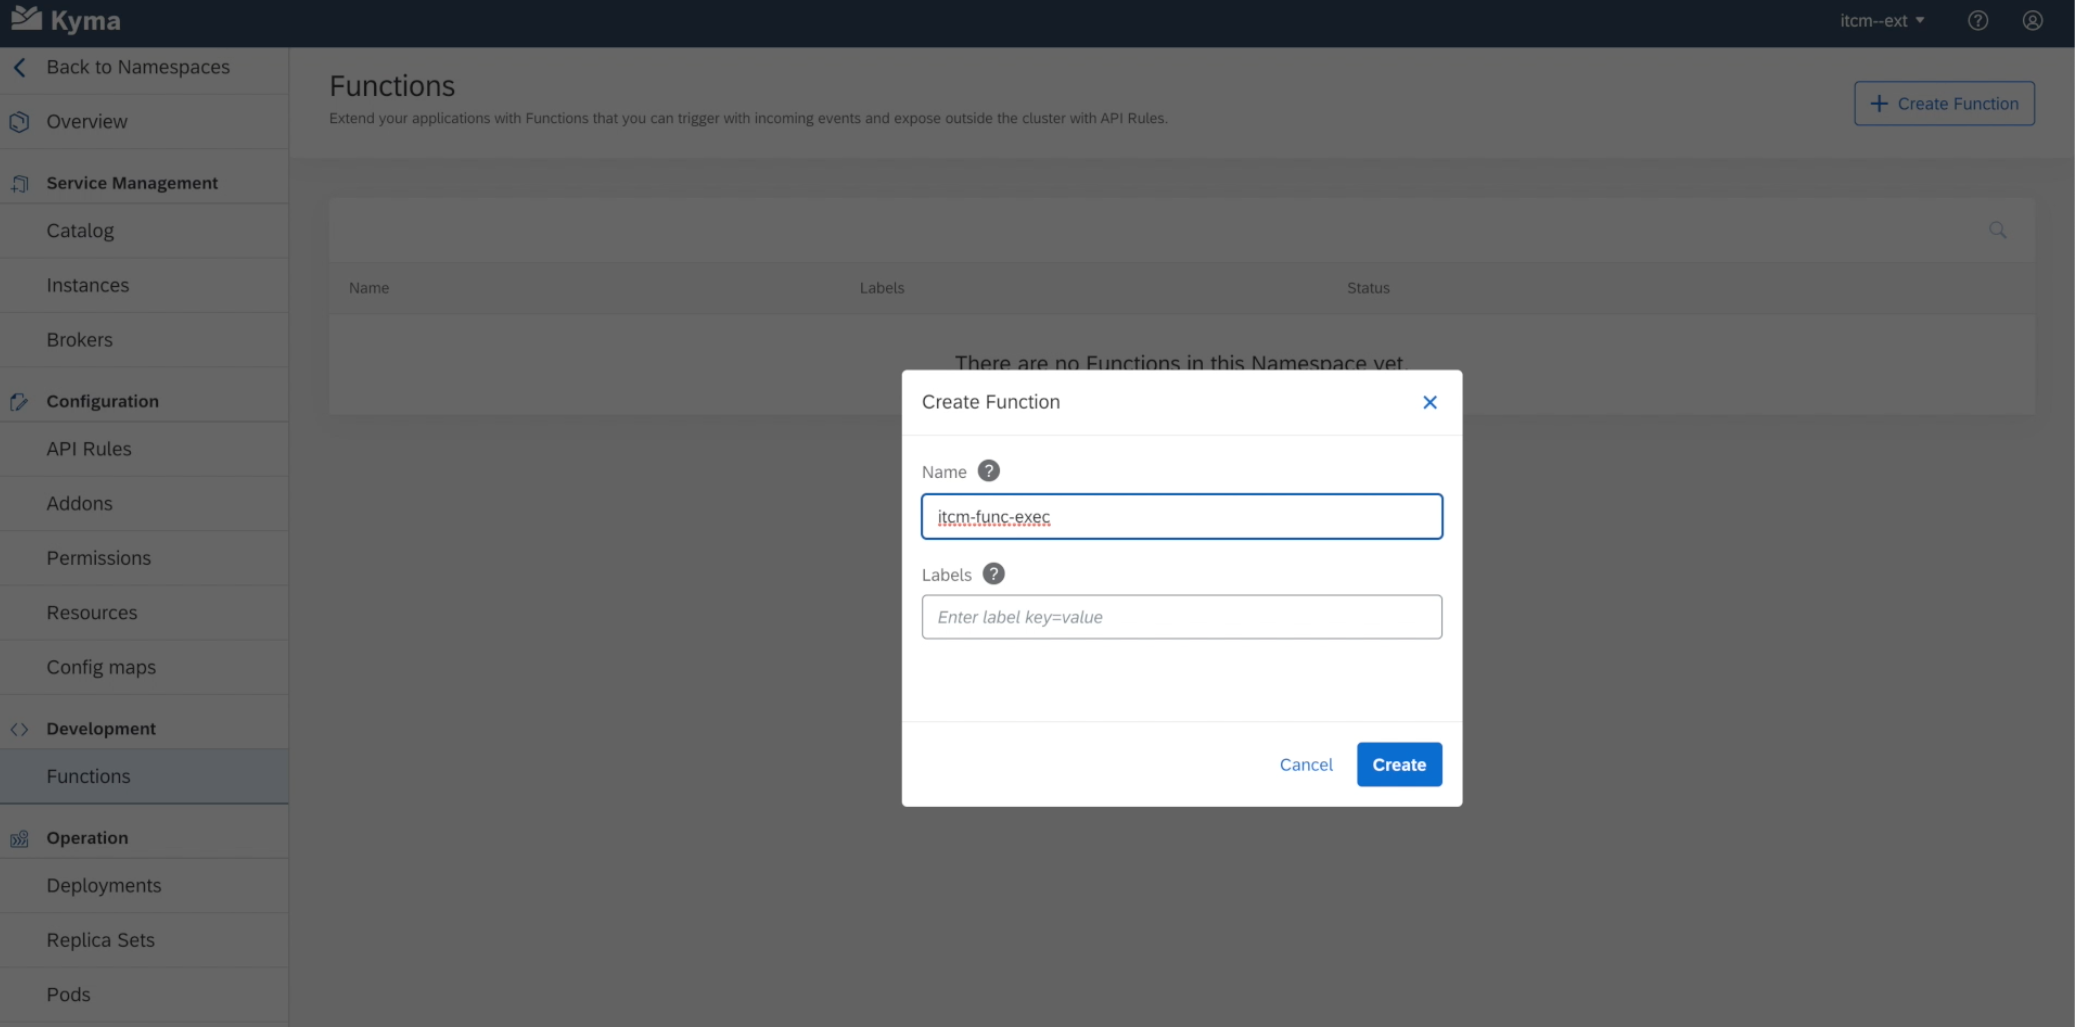 Kyma
itcm--ext
Back to Namespaces
Overview
Service Management
Catalog
Instances
Brokers
Configuration
API Rules
Addons
Permissions
Resources
Config maps
Development
Functions
Operation
Deployments
Replica Sets
Pods
Functions
Extend your applications with Functions that you can trigger with incoming events and expose outside the cluster with API Rules.
+ Create Function
Name Labels Status
There are no Functions in this Namespace yet.
Create Function
Name ?
itcm-func-exec
Labels ?
Enter label key=value
Cancel Create